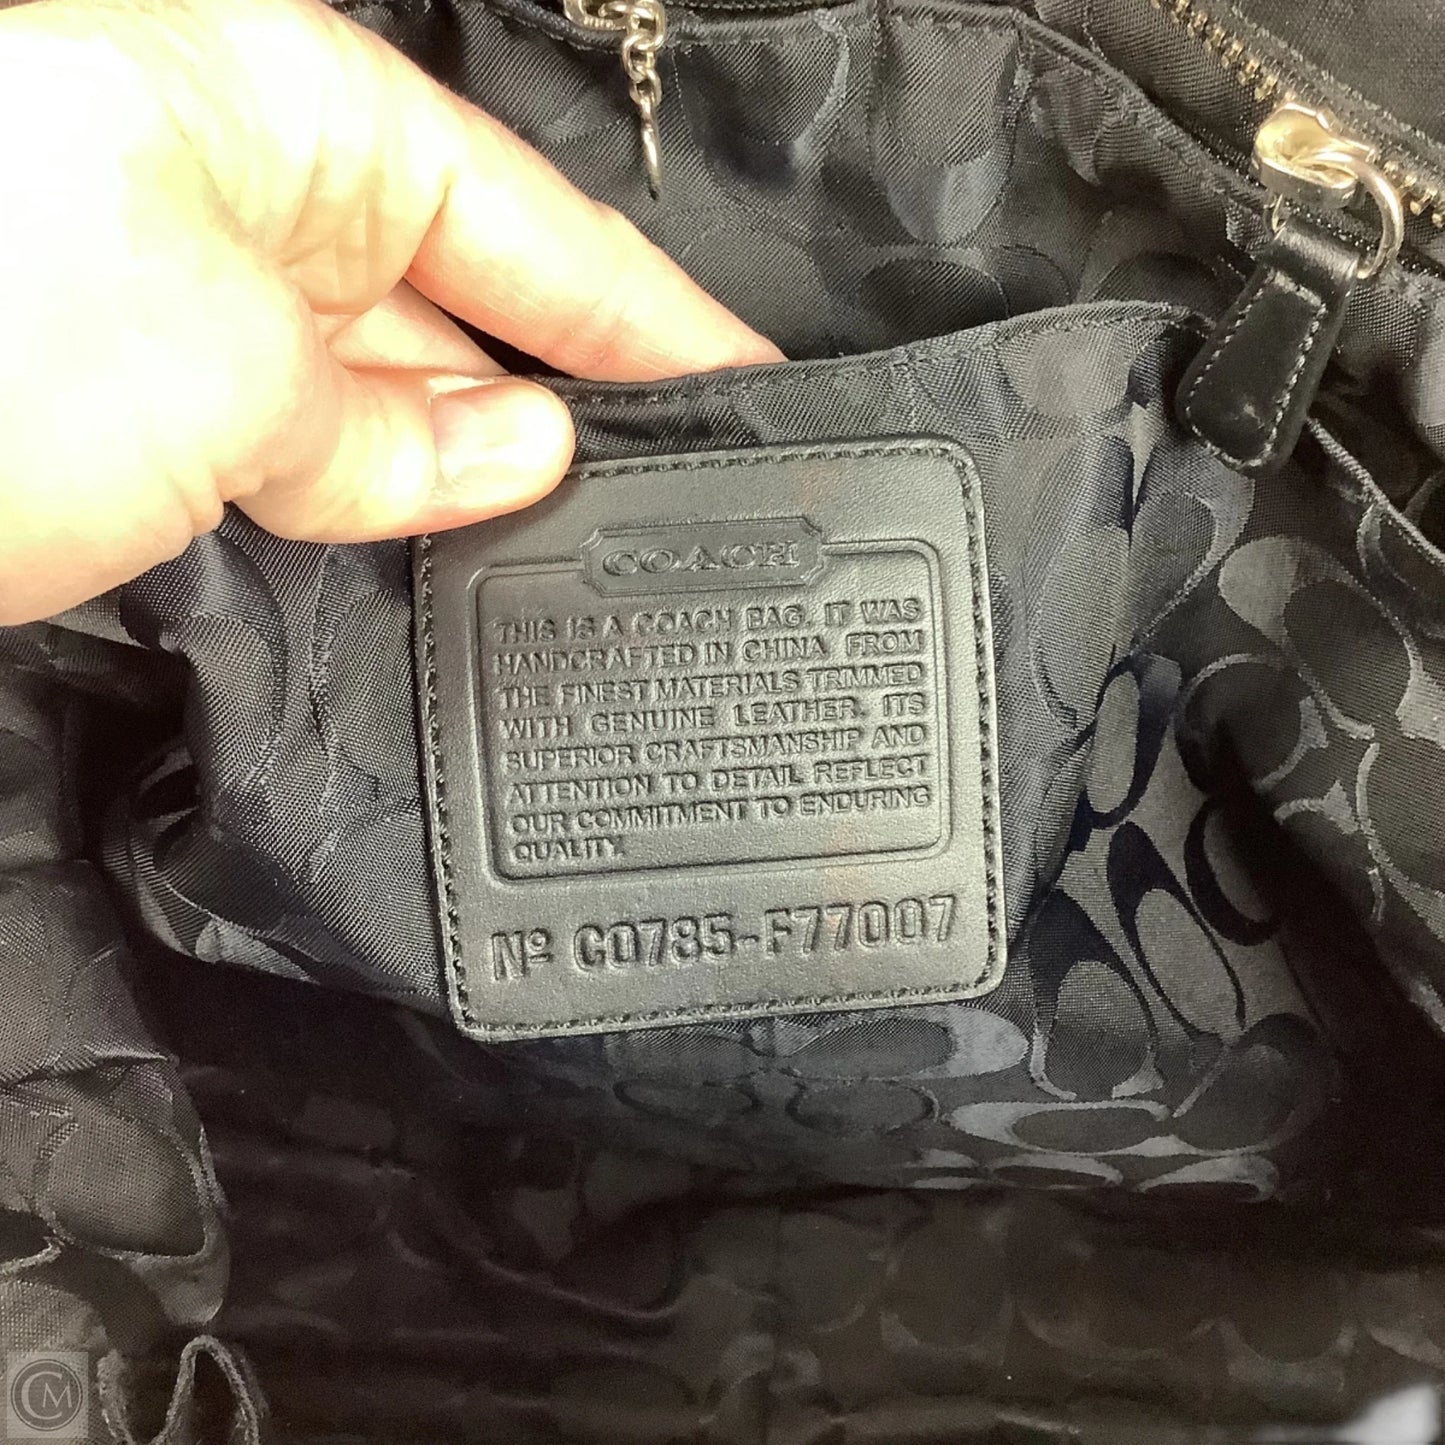 COACH
THIS IS A COACH BAG. IT WAS
HANDCRAFTED IN CHINA FROM
THE FINEST MATERIALS TRIMMED
WITH GENUINE LEATHER. ITS
SUPERIOR CRAFTSMANSHIP AND
ATTENTION TO DETAIL REFLECT
OUR COMMITMENT TO ENDURING
QUALITY.
Nº C0785-F77007
CM